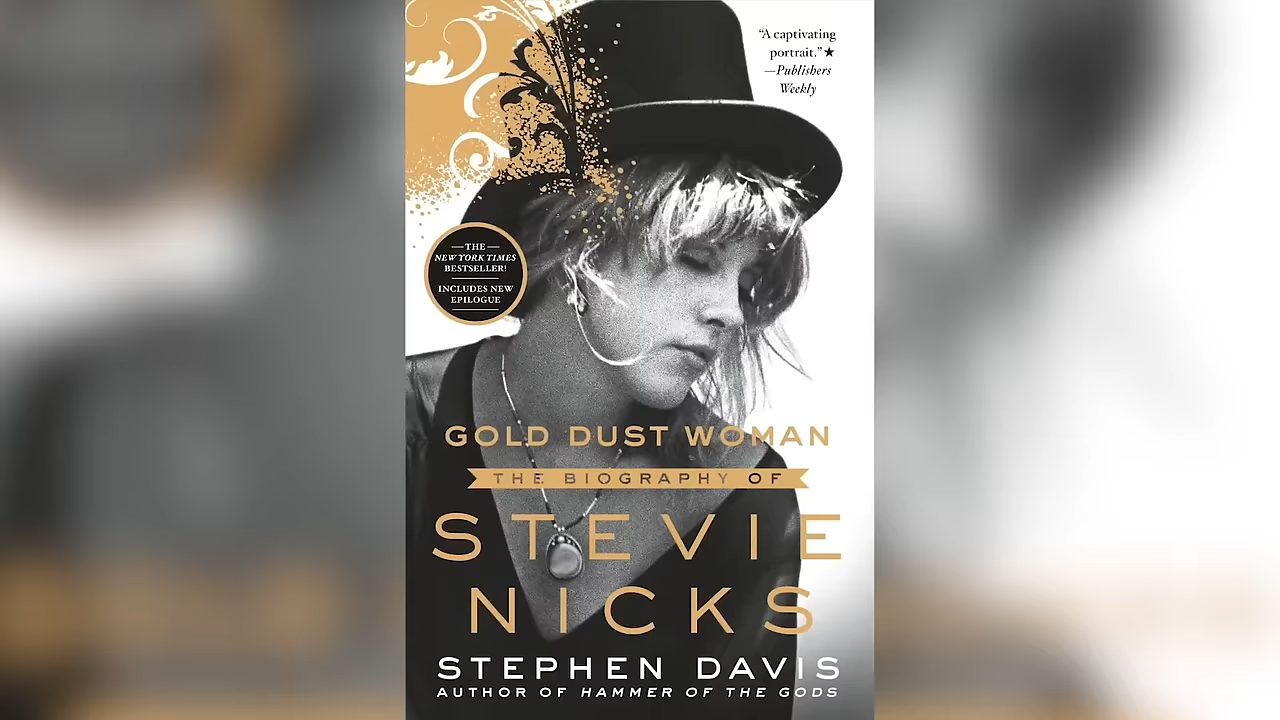 “A captivating
portrait.”★
—Publishers
Weekly
—THE—
NEW YORK TIMES
BESTSELLER!
INCLUDES NEW
EPILOGUE
GOLD DUST WOMAN
THE BIOGRAPHY OF
STEVIE
NICKS
STEPHEN DAVIS
AUTHOR OF HAMMER OF THE GODS